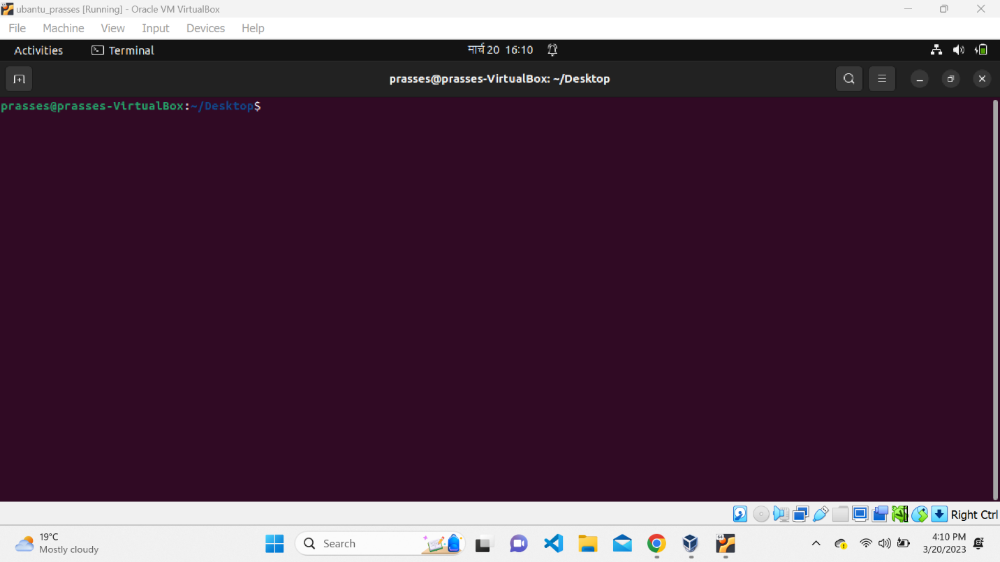 ubantu_prasses [Running] - Oracle VM VirtualBox
File Machine View Input Devices Help
Activities Terminal मार्च 20 16:10
prasses@prasses-VirtualBox: ~/Desktop
prasses@prasses-VirtualBox:~/Desktop$
Right Ctrl
19°C
Mostly cloudy
Search
4:10 PM
3/20/2023